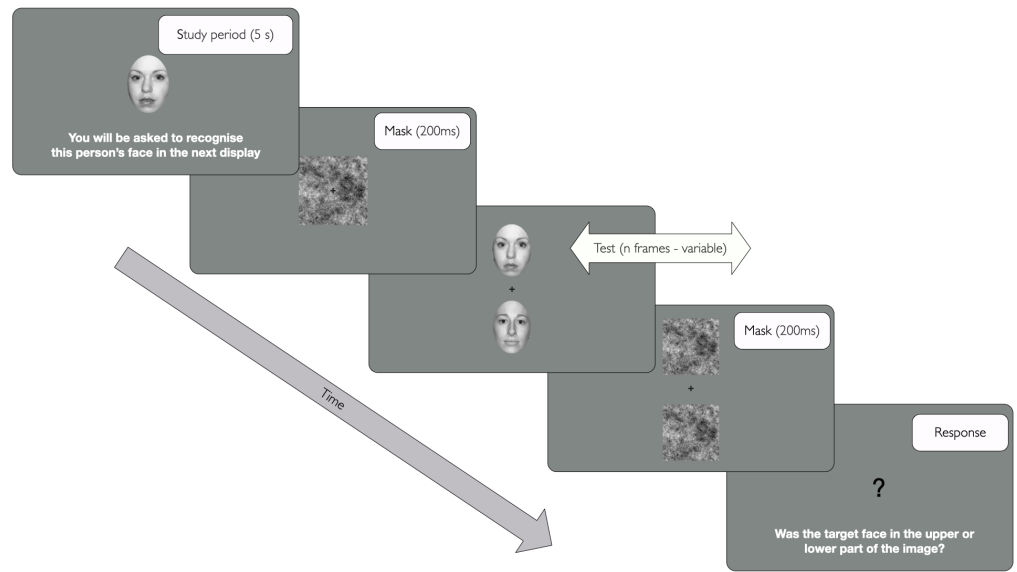 Study period (5 s)
You will be asked to recognise
this person's face in the next display
Mask (200ms)
+
Test (n frames - variable)
+
Mask (200ms)
+
Time
Response
?
Was the target face in the upper or
lower part of the image?